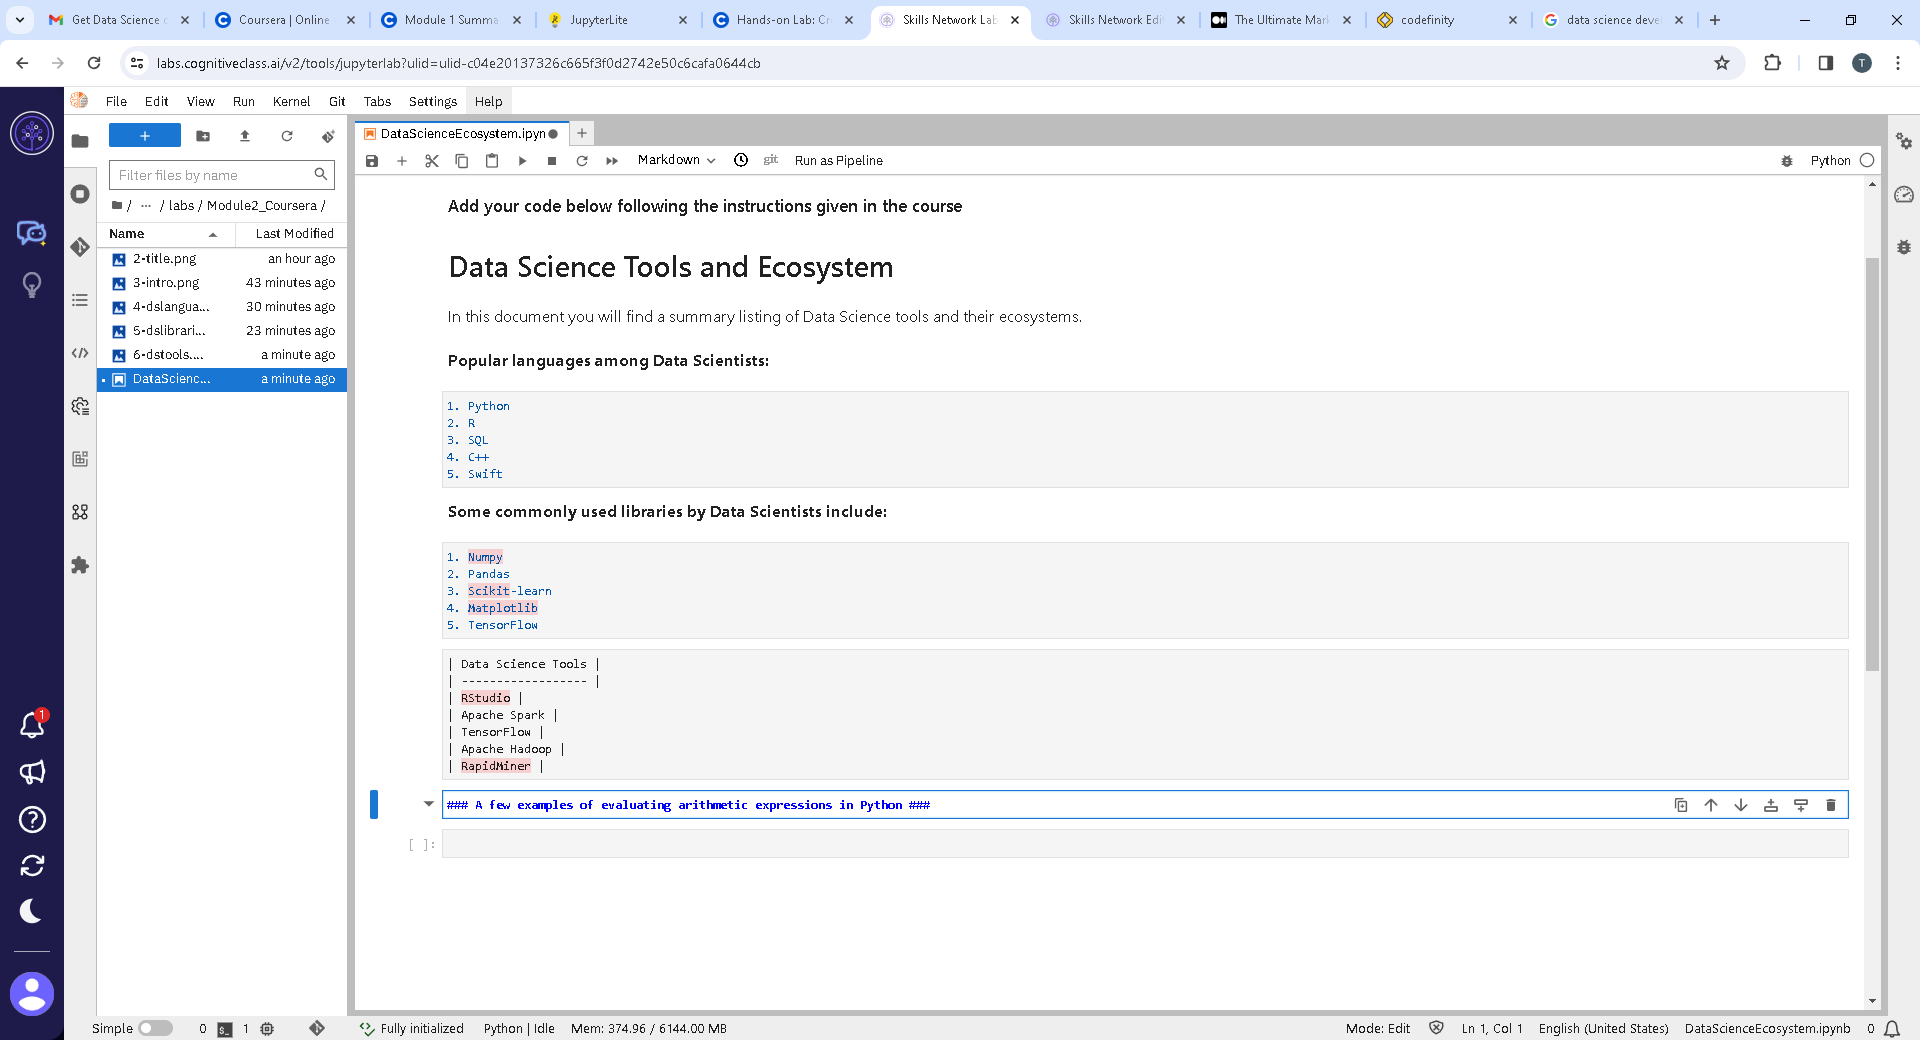 Get Data Science c
Coursera | Online
Module 1 Summa
JupyterLite
Hands-on Lab: Cr
Skills Network Lab
Skills Network Edi
The Ultimate Mar
codefinity
data science deve
labs.cognitiveclass.ai/v2/tools/jupyterlab?ulid=ulid-c04e20137326c665f3f0d2742e50c6cafa0644cb
T
File Edit View Run Kernel Git Tabs Settings Help
DataScienceEcosystem.ipyn
Markdown git Run as Pipeline Python
Filter files by name
/ ... / labs / Module2_Coursera /
Name Last Modified
2-title.png an hour ago
3-intro.png 43 minutes ago
4-dslangua... 30 minutes ago
5-dslibrari... 23 minutes ago
6-dstools.... a minute ago
DataScienc... a minute ago
Add your code below following the instructions given in the course
Data Science Tools and Ecosystem
In this document you will find a summary listing of Data Science tools and their ecosystems.
Popular languages among Data Scientists:
1. Python
2. R
3. SQL
4. C++
5. Swift
Some commonly used libraries by Data Scientists include:
1. Numpy
2. Pandas
3. Scikit-learn
4. Matplotlib
5. TensorFlow
| Data Science Tools |
| ------------------ |
| RStudio |
| Apache Spark |
| TensorFlow |
| Apache Hadoop |
| RapidMiner |
### A few examples of evaluating arithmetic expressions in Python ###
[ ]:
1
Simple 0 $_ 1 Fully initialized Python | Idle Mem: 374.96 / 6144.00 MB Mode: Edit Ln 1, Col 1 English (United States) DataScienceEcosystem.ipynb 0